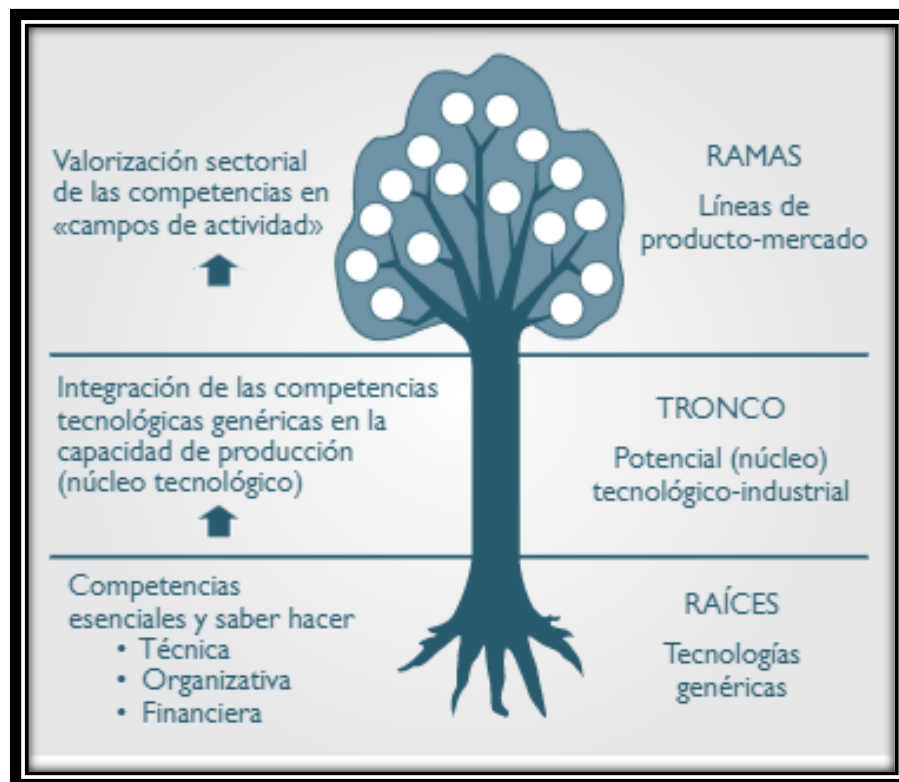 Valorización sectorial
de las competencias en
«campos de actividad»
RAMAS
Líneas de
producto-mercado
Integración de las competencias
tecnológicas genéricas en la
capacidad de producción
(núcleo tecnológico)
TRONCO
Potencial (núcleo)
tecnológico-industrial
Competencias
esenciales y saber hacer
• Técnica
• Organizativa
• Financiera
RAÍCES
Tecnologías
genéricas